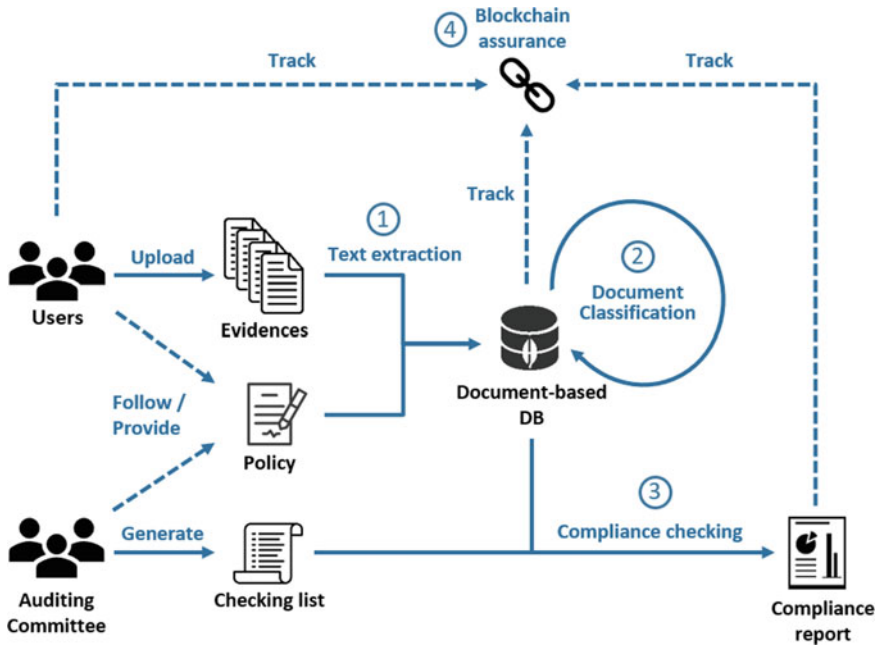 4
Blockchain
assurance
Track
Track
Track
1
Upload
Text extraction
2
Document
Classification
Users
Evidences
Document-based
DB
Follow /
Provide
Policy
3
Generate
Compliance checking
Auditing
Committee
Checking list
Compliance
report